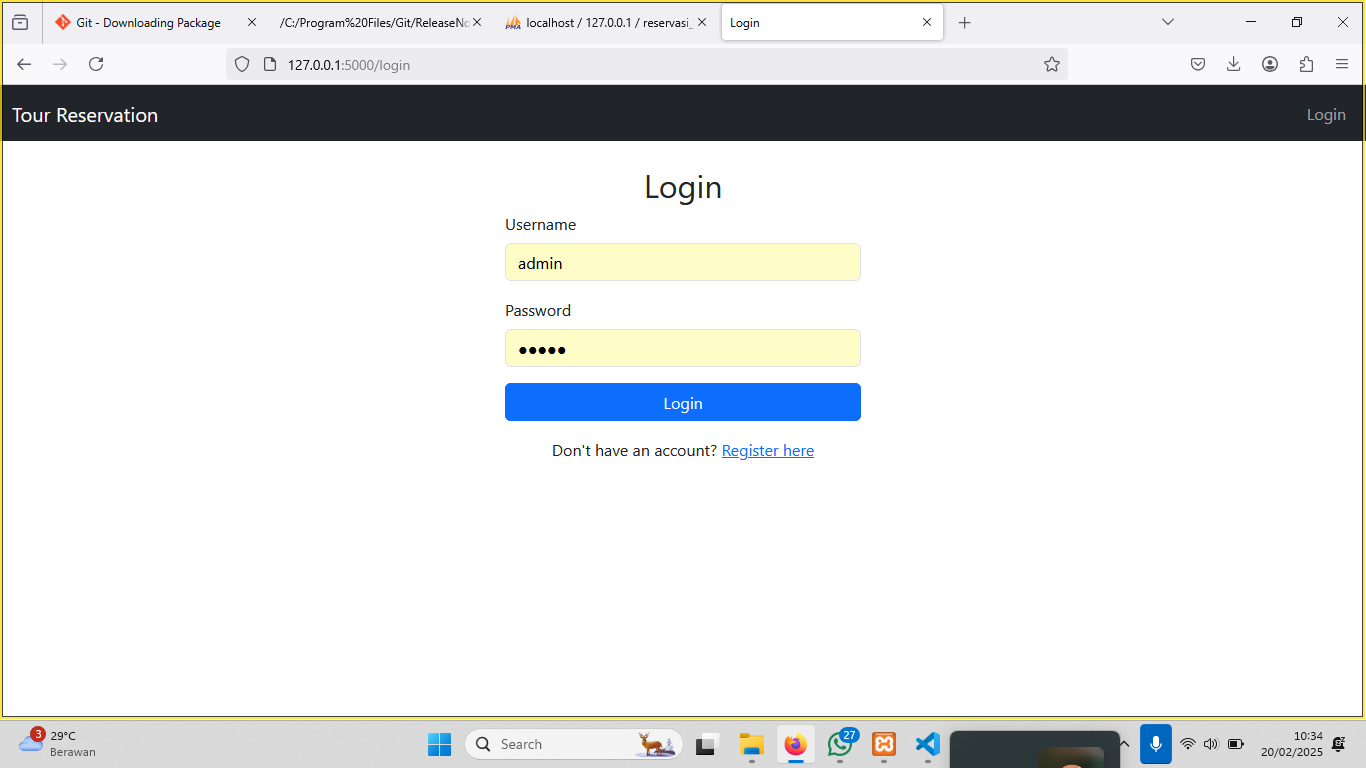 Git - Downloading Package
/C:/Program%20Files/Git/ReleaseNo
PMA
localhost / 127.0.0.1 / reservasi_
Login
127.0.0.1:5000/login
Tour Reservation
Login
Login
Username
admin
Password
Login
Don't have an account? Register here
3
29°C
Berawan
Search
27
10:34
20/02/2025